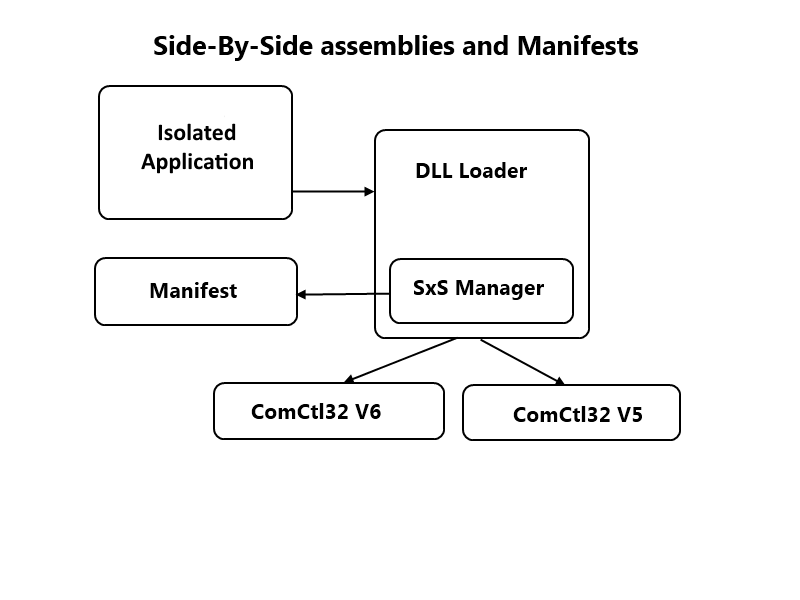 Side-By-Side assemblies and Manifests
Isolated
Application
DLL Loader
Manifest
SxS Manager
ComCtl32 V6
ComCtl32 V5